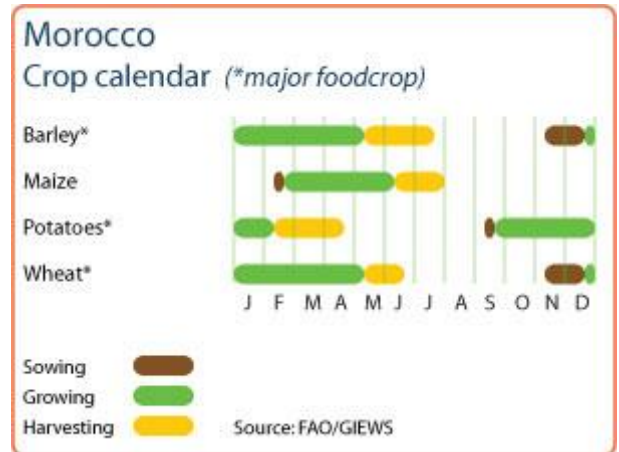 Morocco
Crop calendar (*major foodcrop)
Barley*
Maize
Potatoes*
Wheat*
J F M A M J J A S O N D
Sowing
Growing
Harvesting
Source: FAO/GIEWS